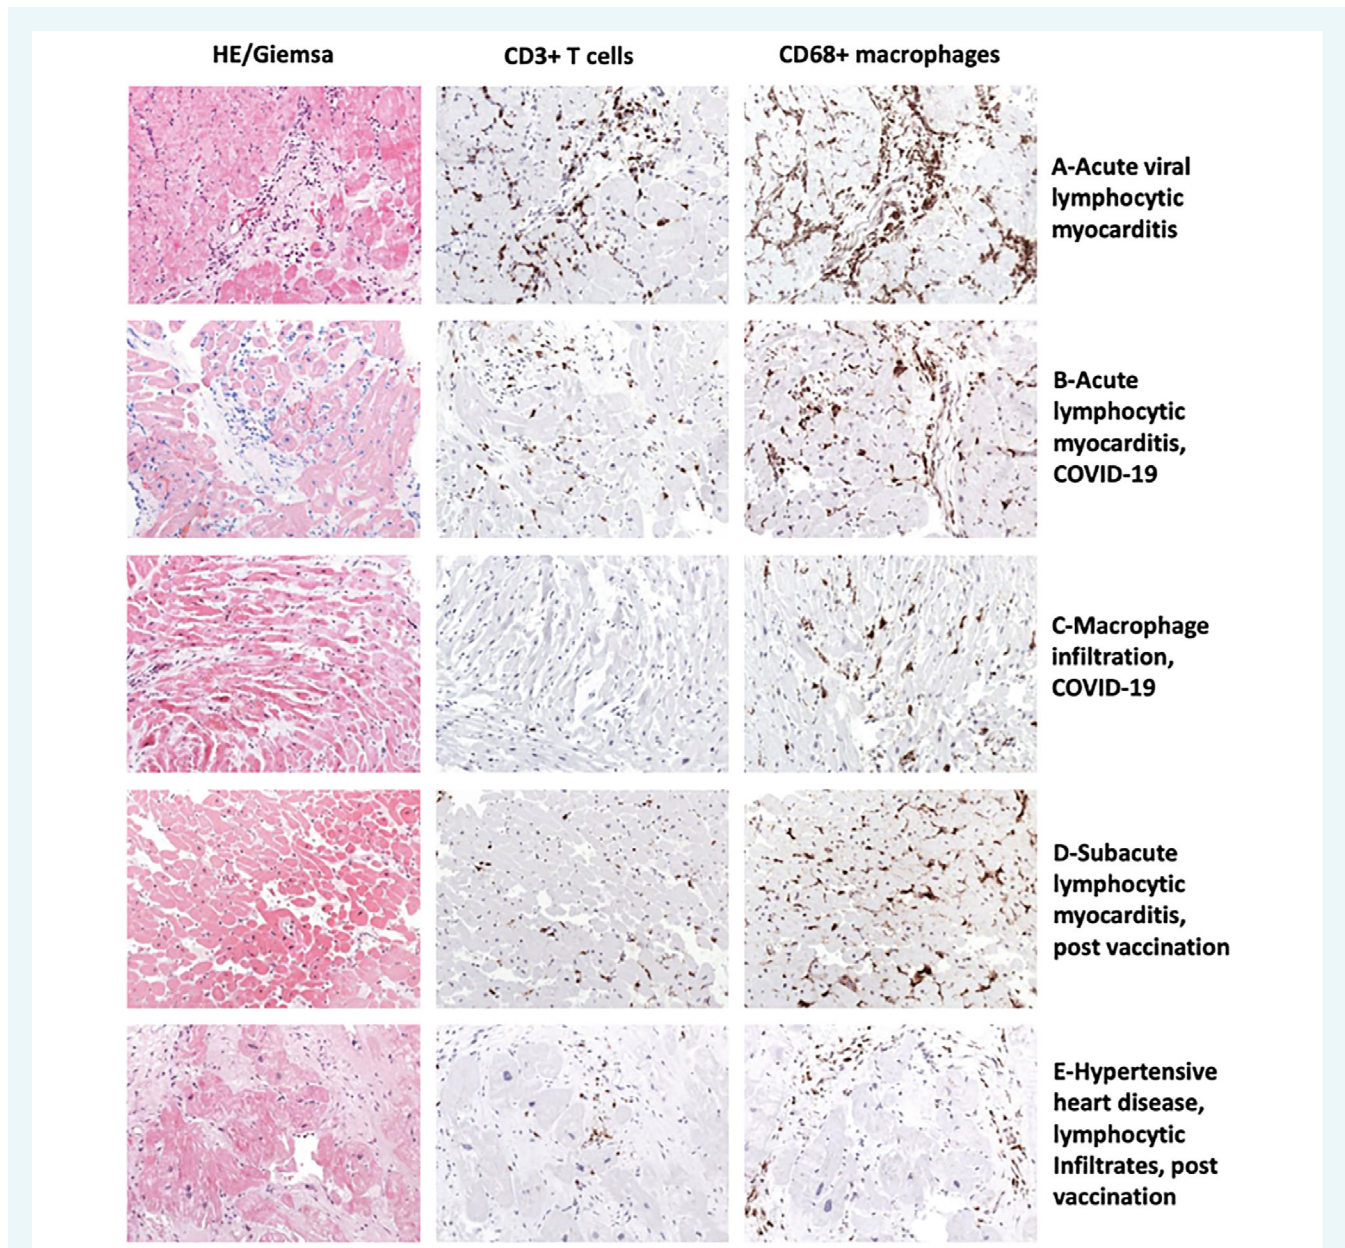 HE/Giemsa
CD3+ T cells
CD68+ macrophages
A-Acute viral
lymphocytic
myocarditis
B-Acute
lymphocytic
myocarditis,
COVID-19
C-Macrophage
infiltration,
COVID-19
D-Subacute
lymphocytic
myocarditis,
post vaccination
E-Hypertensive
heart disease,
lymphocytic
Infiltrates, post
vaccination